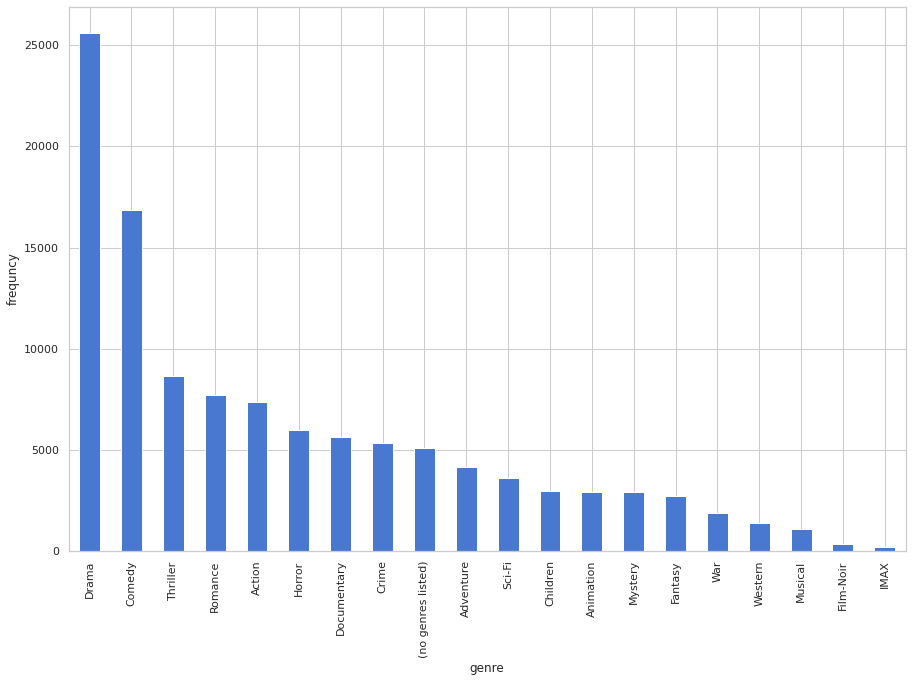 25000
20000
15000
10000
5000
0
frequncy
Drama
Comedy
Thriller
Romance
Action
Horror
Documentary
Crime
(no genres listed)
Adventure
Sci-Fi
Children
Animation
Mystery
Fantasy
War
Western
Musical
Film-Noir
IMAX
genre